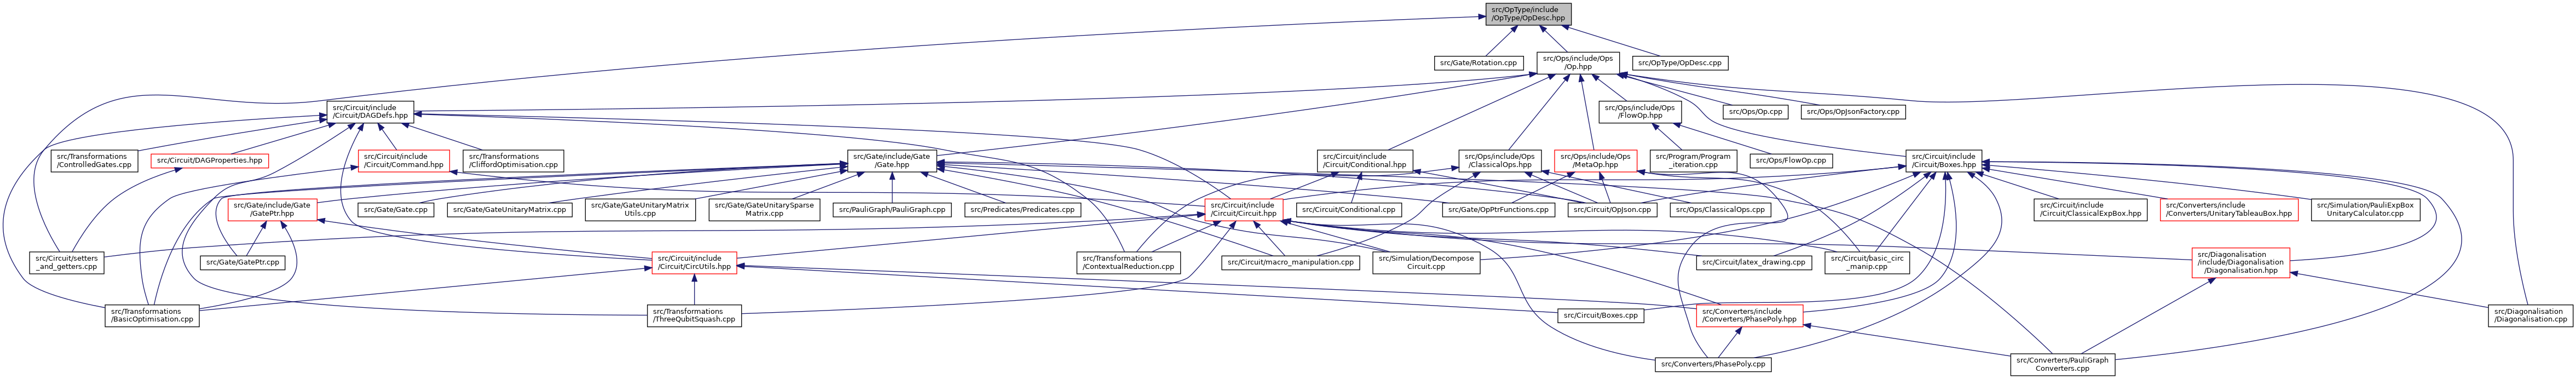 src/OpType/include
/OpType/OpDesc.hpp
src/Gate/Rotation.cpp
src/Ops/include/Ops
/Op.hpp
src/OpType/OpDesc.cpp
src/Circuit/include
/Circuit/DAGDefs.hpp
src/Ops/include/Ops
/FlowOp.hpp
src/Ops/Op.cpp
src/Ops/OpJsonFactory.cpp
src/Transformations
/ControlledGates.cpp
src/Circuit/DAGProperties.hpp
src/Circuit/include
/Circuit/Command.hpp
src/Transformations
/CliffordOptimisation.cpp
src/Gate/include/Gate
/Gate.hpp
src/Circuit/include
/Circuit/Conditional.hpp
src/Ops/include/Ops
/ClassicalOps.hpp
src/Ops/include/Ops
/MetaOp.hpp
src/Program/Program
_iteration.cpp
src/Ops/FlowOp.cpp
src/Circuit/include
/Circuit/Boxes.hpp
src/Gate/include/Gate
/GatePtr.hpp
src/Gate/Gate.cpp
src/Gate/GateUnitaryMatrix.cpp
src/Gate/GateUnitaryMatrix
Utils.cpp
src/Gate/GateUnitarySparse
Matrix.cpp
src/PauliGraph/PauliGraph.cpp
src/Predicates/Predicates.cpp
src/Circuit/include
/Circuit/Circuit.hpp
src/Circuit/Conditional.cpp
src/Gate/OpPtrFunctions.cpp
src/Circuit/OpJson.cpp
src/Ops/ClassicalOps.cpp
src/Circuit/include
/Circuit/ClassicalExpBox.hpp
src/Converters/include
/Converters/UnitaryTableauBox.hpp
src/Simulation/PauliExpBox
UnitaryCalculator.cpp
src/Circuit/setters
_and_getters.cpp
src/Gate/GatePtr.cpp
src/Circuit/include
/Circuit/CircUtils.hpp
src/Transformations
/ContextualReduction.cpp
src/Circuit/macro_manipulation.cpp
src/Simulation/Decompose
Circuit.cpp
src/Circuit/latex_drawing.cpp
src/Circuit/basic_circ
_manip.cpp
src/Diagonalisation
/include/Diagonalisation
/Diagonalisation.hpp
src/Transformations
/BasicOptimisation.cpp
src/Transformations
/ThreeQubitSquash.cpp
src/Circuit/Boxes.cpp
src/Converters/include
/Converters/PhasePoly.hpp
src/Diagonalisation
/Diagonalisation.cpp
src/Converters/PhasePoly.cpp
src/Converters/PauliGraph
Converters.cpp